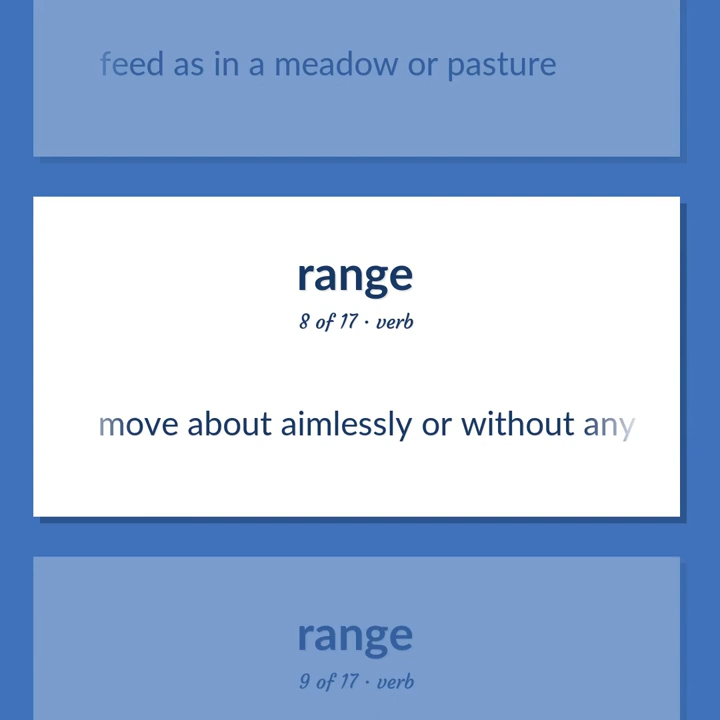 feed as in a meadow or pasture
range
8 of 17 · verb
move about aimlessly or without any
range
9 of 17 · verb